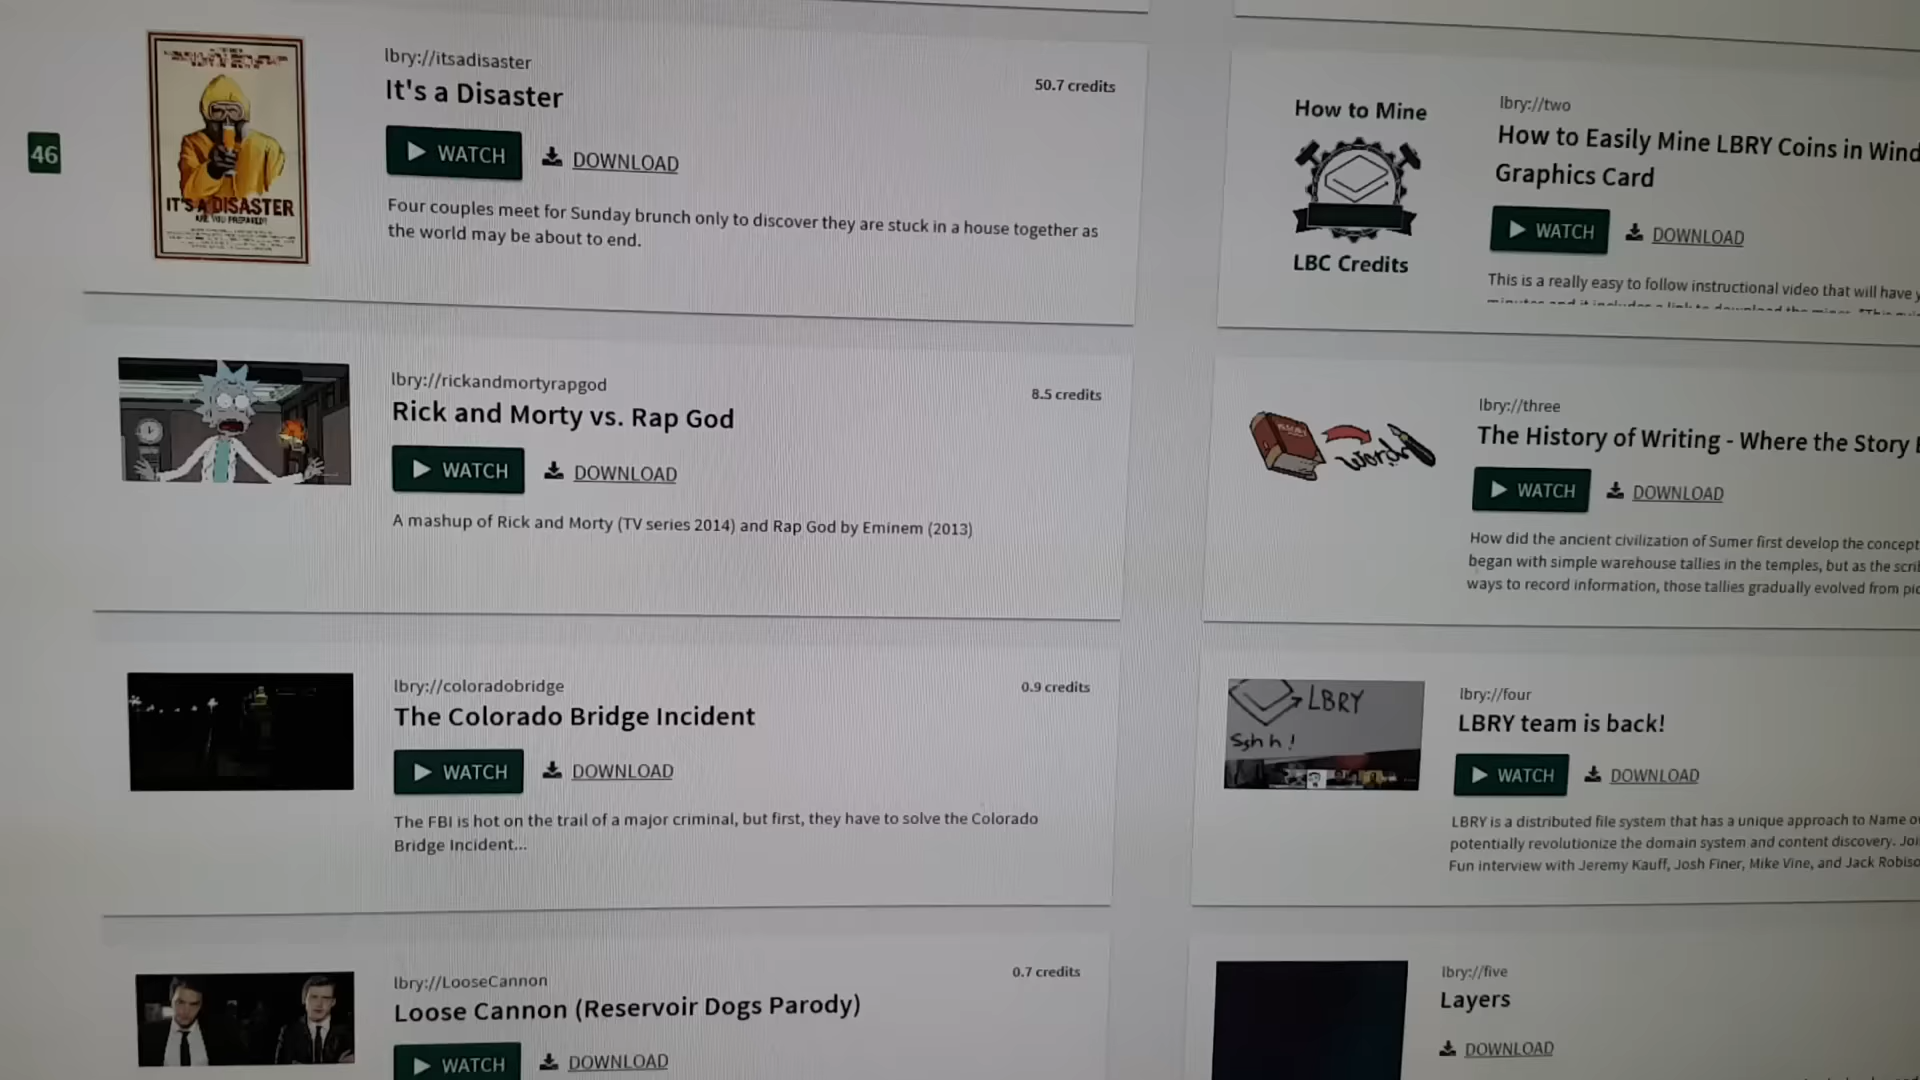 46
IT'S A DISASTER
ARE YOU PREPARED?
lbry://itsadisaster
It's a Disaster
50.7 credits
WATCH
DOWNLOAD
Four couples meet for Sunday brunch only to discover they are stuck in a house together as
the world may be about to end.
lbry://rickandmortyrapgod
Rick and Morty vs. Rap God
8.5 credits
WATCH
DOWNLOAD
A mashup of Rick and Morty (TV series 2014) and Rap God by Eminem (2013)
lbry://coloradobridge
The Colorado Bridge Incident
0.9 credits
WATCH
DOWNLOAD
The FBI is hot on the trail of a major criminal, but first, they have to solve the Colorado
Bridge Incident...
lbry://LooseCannon
Loose Cannon (Reservoir Dogs Parody)
0.7 credits
WATCH
DOWNLOAD
How to Mine
LBC Credits
lbry://two
How to Easily Mine LBRY Coins in Wind
Graphics Card
WATCH
DOWNLOAD
This is a really easy to follow instructional video that will have y
words
lbry://three
The History of Writing - Where the Story
WATCH
DOWNLOAD
How did the ancient civilization of Sumer first develop the concept
began with simple warehouse tallies in the temples, but as the scri
ways to record information, those tallies gradually evolved from pic
LBRY
Sshh!
lbry://four
LBRY team is back!
WATCH
DOWNLOAD
LBRY is a distributed file system that has a unique approach to Name o
potentially revolutionize the domain system and content discovery. Joi
Fun interview with Jeremy Kauff, Josh Finer, Mike Vine, and Jack Robiso
lbry://five
Layers
DOWNLOAD